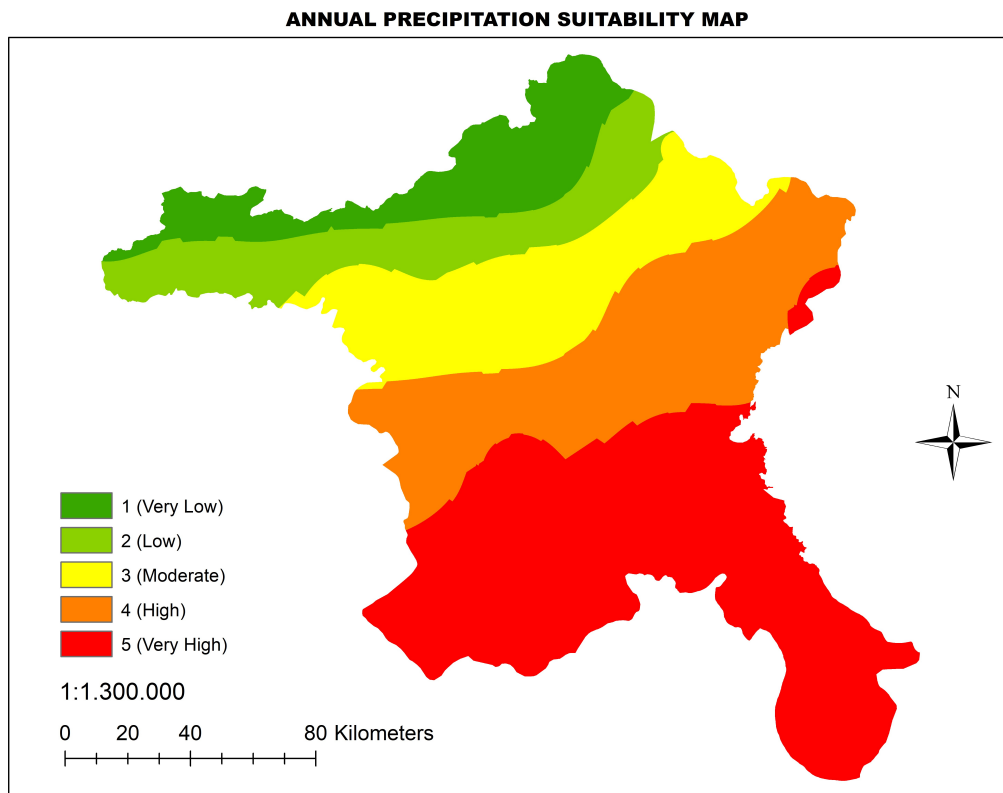 ANNUAL PRECIPITATION SUITABILITY MAP
N
1 (Very Low)
2 (Low)
3 (Moderate)
4 (High)
5 (Very High)
1:1.300.000
0 20 40 80 Kilometers